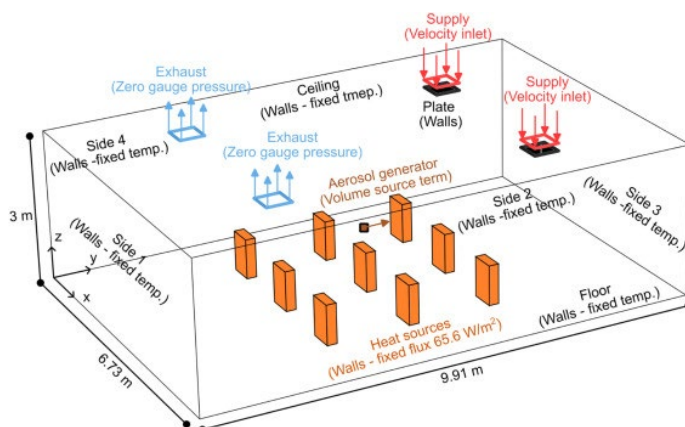 Supply
(Velocity inlet)
Exhaust
(Zero gauge pressure)
Ceiling
(Walls - fixed tmep.)
Supply
(Velocity inlet)
Plate
(Walls)
Exhaust
(Zero gauge pressure)
Side 4
(Walls -fixed temp.)
Aerosol generator
(Volume source term)
Side 2
(Walls -fixed temp.)
Side 3
(Walls -fixed temp.)
3 m
z
y
x
Side 1
(Walls - fixed temp.)
Floor
(Walls - fixed temp.)
Heat sources
(Walls - fixed flux 65.6 W/m²)
6.73 m
9.91 m